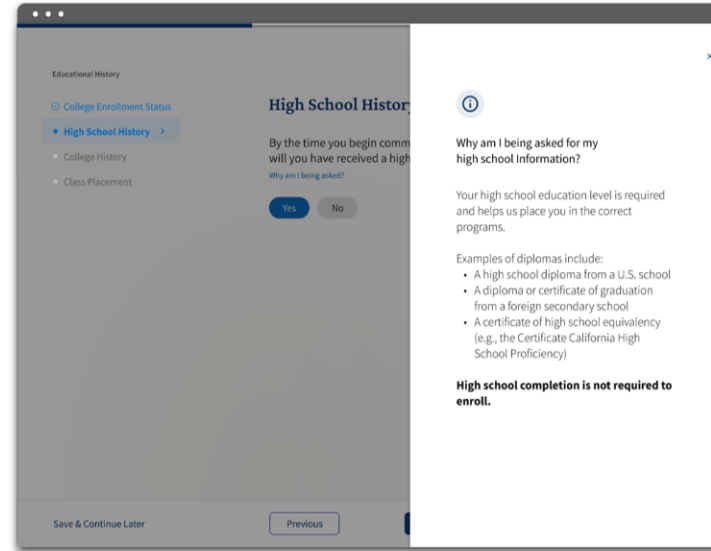 Educational History
College Enrollment Status
High School History
College History
Class Placement
High School Histor
By the time you begin comm
will you have received a high
Why am I being asked?
Yes
No
Save & Continue Later
Previous
Why am I being asked for my
high school Information?
Your high school education level is required
and helps us place you in the correct
programs.
Examples of diplomas include:
• A high school diploma from a U.S. school
• A diploma or certificate of graduation
from a foreign secondary school
• A certificate of high school equivalency
(e.g., the Certificate California High
School Proficiency)
High school completion is not required to
enroll.